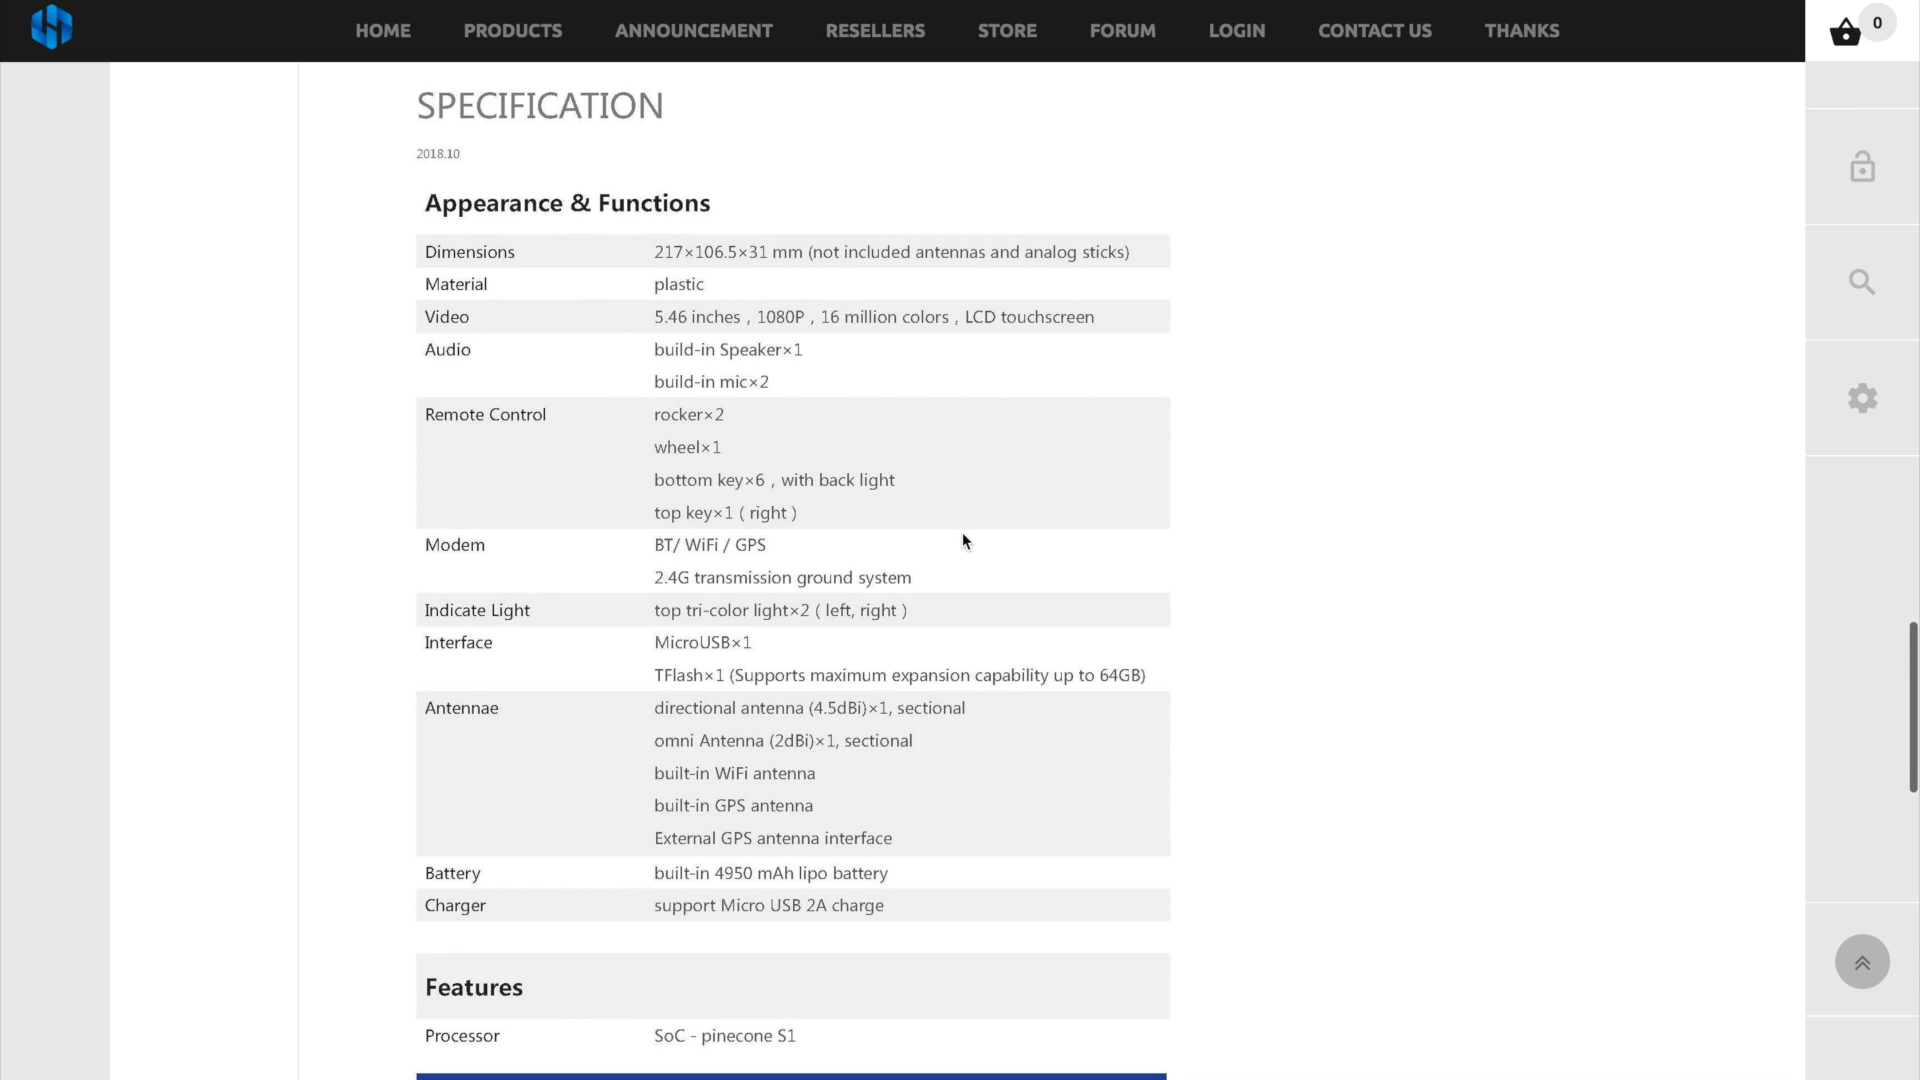 HOME PRODUCTS ANNOUNCEMENT RESELLERS STORE FORUM LOGIN CONTACT US THANKS 0
SPECIFICATION
2018.10
Appearance & Functions
Dimensions 217×106.5×31 mm (not included antennas and analog sticks)
Material plastic
Video 5.46 inches , 1080P , 16 million colors , LCD touchscreen
Audio build-in Speaker×1
build-in mic×2
Remote Control rocker×2
wheel×1
bottom key×6 , with back light
top key×1 ( right )
Modem BT/ WiFi / GPS
2.4G transmission ground system
Indicate Light top tri-color light×2 ( left, right )
Interface MicroUSB×1
TFlash×1 (Supports maximum expansion capability up to 64GB)
Antennae directional antenna (4.5dBi)×1, sectional
omni Antenna (2dBi)×1, sectional
built-in WiFi antenna
built-in GPS antenna
External GPS antenna interface
Battery built-in 4950 mAh lipo battery
Charger support Micro USB 2A charge
Features
Processor SoC - pinecone S1